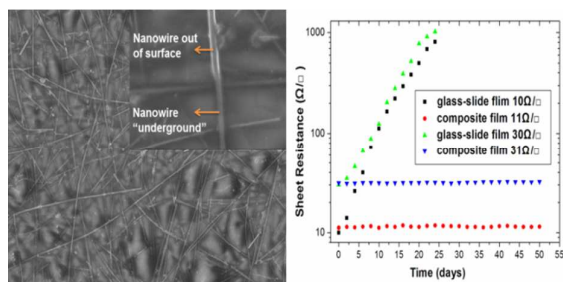 Nanowire out
of surface
Nanowire
“underground”
Sheet Resistance (Ω/□)
1000
100
10
glass-slide flim 10Ω/□
composite film 11Ω/□
glass-slide flim 30Ω/□
composite film 31Ω/□
0 5 10 15 20 25 30 35 40 45 50 55
Time (days)